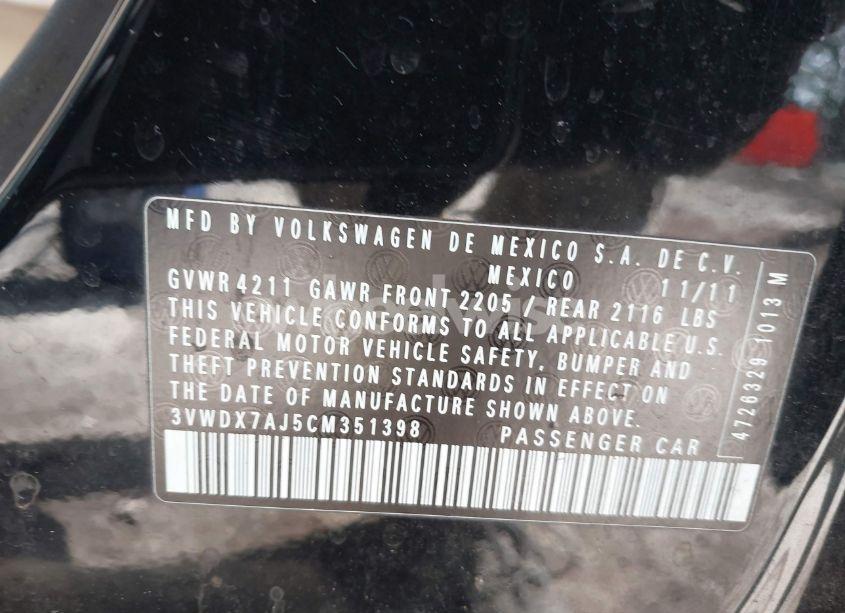 MFD BY VOLKSWAGEN DE MEXICO S.A. DE C.V.
MEXICO 11/11
GVWR 4211 GAWR FRONT 2205 / REAR 2116 LBS
THIS VEHICLE CONFORMS TO ALL APPLICABLE U.S.
FEDERAL MOTOR VEHICLE SAFETY, BUMPER AND
THEFT PREVENTION STANDARDS IN EFFECT ON
THE DATE OF MANUFACTURE SHOWN ABOVE.
3VWDX7AJ5CM351398 PASSENGER CAR
4726329 1013 M